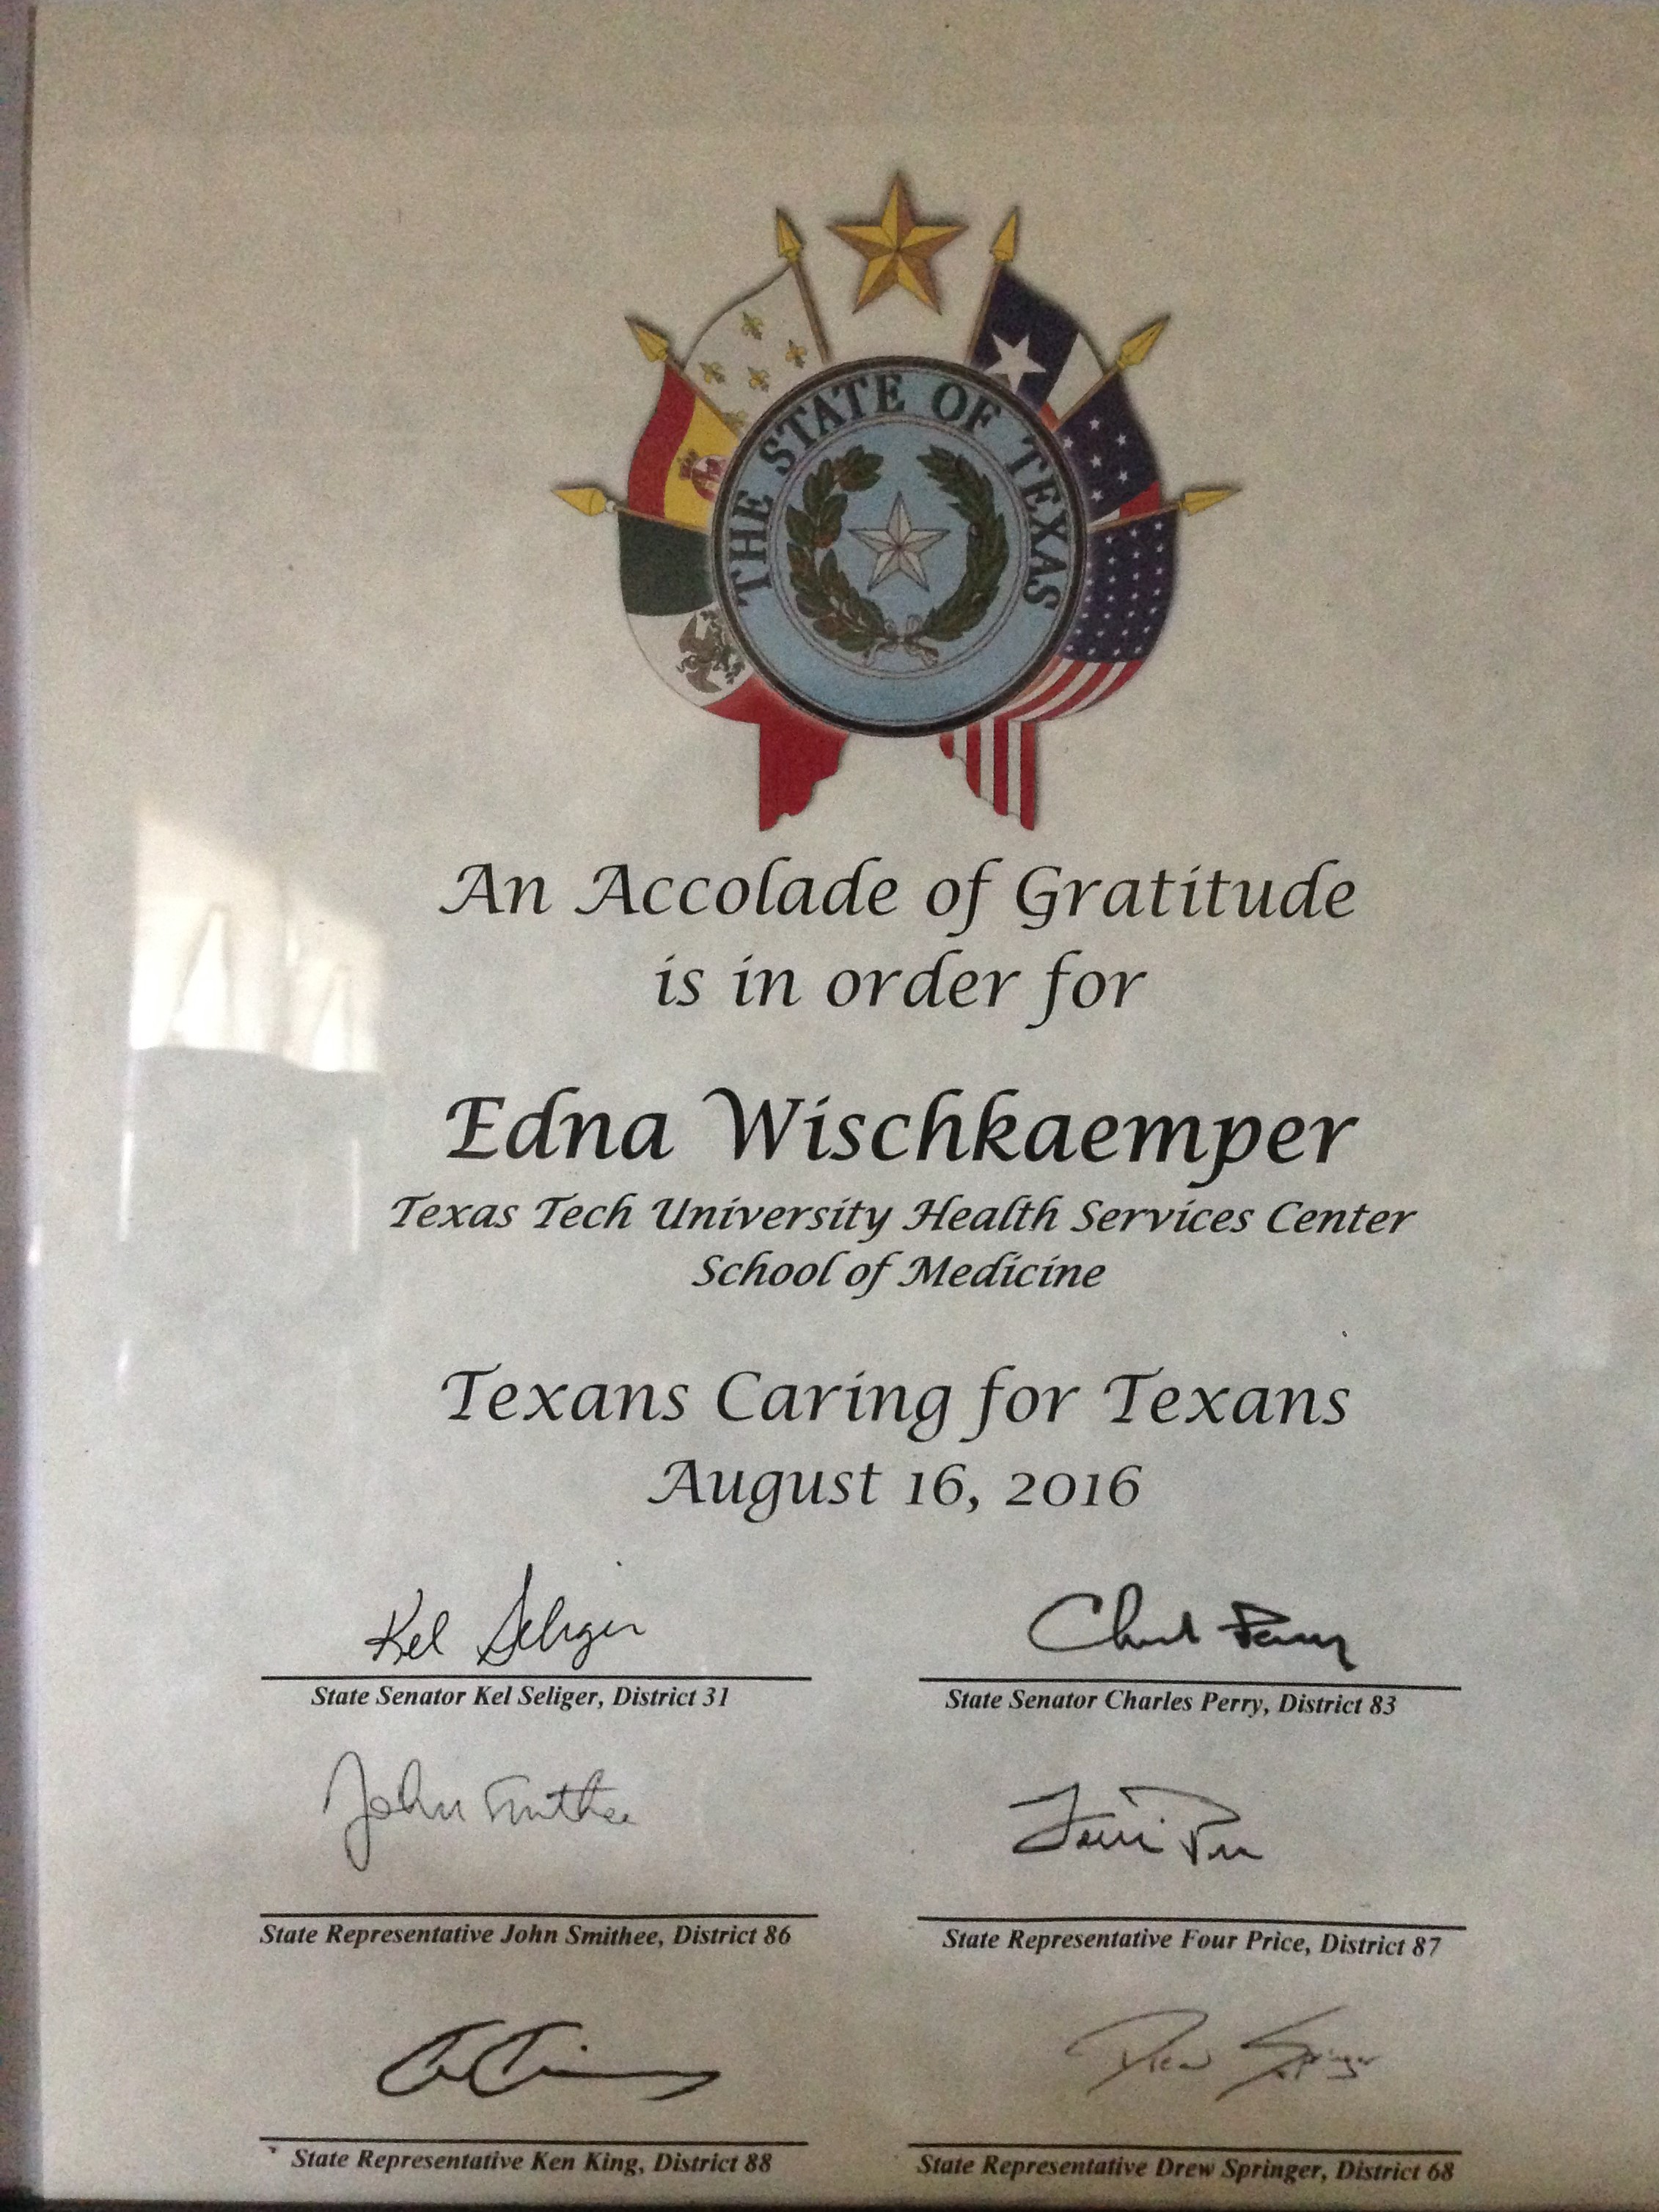 THE STATE OF TEXAS
An Accolade of Gratitude
is in order for
Edna Wischkaemper
Texas Tech University Health Services Center
School of Medicine
Texans Caring for Texans
August 16, 2016
Kel Seliger
State Senator Kel Seliger, District 31
Perry
State Senator Charles Perry, District 83
John Smithee
State Representative John Smithee, District 86
State Representative Four Price, District 87
State Representative Ken King, District 88
Drew Springer
State Representative Drew Springer, District 68